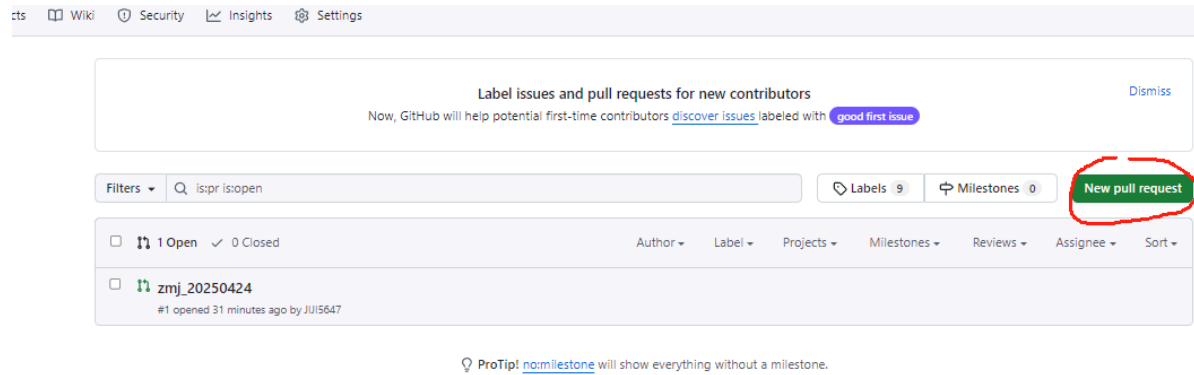 cts Wiki Security Insights Settings
Label issues and pull requests for new contributors
Dismiss
Now, GitHub will help potential first-time contributors discover issues labeled with good first issue
Filters is:pr is:open Labels 9 Milestones 0 New pull request
1 Open 0 Closed Author Label Projects Milestones Reviews Assignee Sort
zmj_20250424
#1 opened 31 minutes ago by JIJI5647
ProTip! no:milestone will show everything without a milestone.